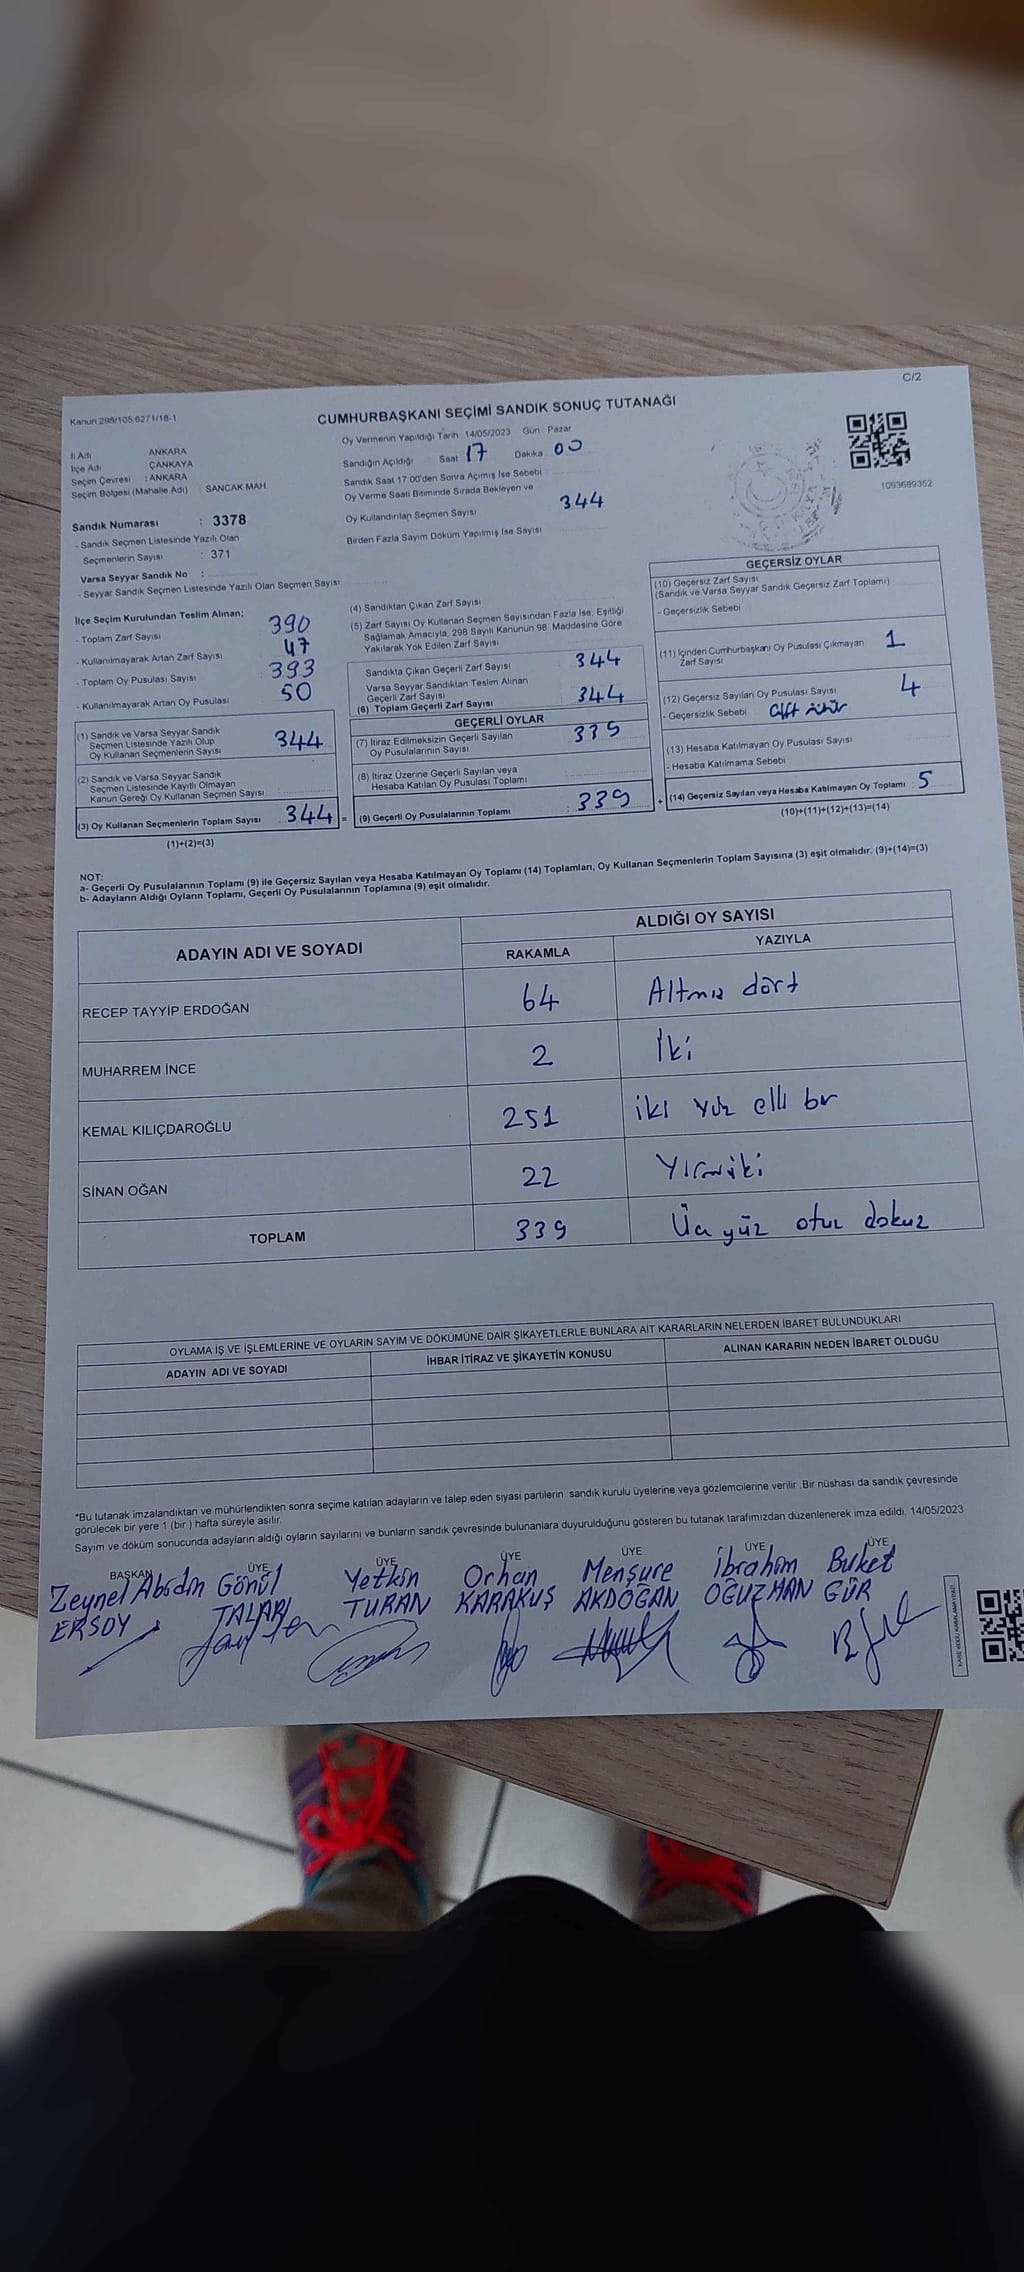 C/2
Kanun:298/105,6271/18-1
CUMHURBAŞKANI SEÇİMİ SANDIK SONUÇ TUTANAĞI
Oy Vermenin Yapıldığı Tarih :14/05/2023 Gün : Pazar
İl Adı ANKARA
İlçe Adı ÇANKAYA
Seçim Çevresi : ANKARA
Seçim Bölgesi (Mahalle Adı) SANCAK MAH
Sandığın Açıldığı Saat 17 Dakika 00
Sandık Saat 17.00'den Sonra Açımış İse Sebebi
Oy Verme Saati Bitiminde Sırada Bekleyen ve
Oy Kullandırılan Seçmen Sayısı 344
Birden Fazla Sayım Döküm Yapılmış İse Sayısı
1093689362
Sandık Numarası : 3378
- Sandık Seçmen Listesinde Yazılı Olan
Seçmenlerin Sayısı : 371
Varsa Seyyar Sandık No :
- Seyyar Sandık Seçmen Listesinde Yazılı Olan Seçmen Sayısı
İlçe Seçim Kurulundan Teslim Alınan;
- Toplam Zarf Sayısı 390
- Kullanılmayarak Artan Zarf Sayısı 47
- Toplam Oy Pusulası Sayısı 393
- Kullanılmayarak Artan Oy Pusulası 50
(1) Sandık ve Varsa Seyyar Sandık
Seçmen Listesinde Yazılı Olup
Oy Kullanan Seçmenlerin Sayısı 344
(2) Sandık ve Varsa Seyyar Sandık
Seçmen Listesinde Kayıtlı Olmayan
Kanun Gereği Oy Kullanan Seçmen Sayısı
(3) Oy Kullanan Seçmenlerin Toplam Sayısı : 344 =
(1)+(2)=(3)
(4) Sandıktan Çıkan Zarf Sayısı
(5) Zarf Sayısı Oy Kullanan Seçmen Sayısından Fazla İse, Eşitliği
Sağlamak Amacıyla, 298 Sayılı Kanunun 98. Maddesine Göre
Yakılarak Yok Edilen Zarf Sayısı
Sandıkta Çıkan Geçerli Zarf Sayısı 344
Varsa Seyyar Sandıktan Teslim Alınan
Geçerli Zarf Sayısı
(6) Toplam Geçerli Zarf Sayısı 344
GEÇERLİ OYLAR
(7) İtiraz Edilmeksizin Geçerli Sayılan
Oy Pusulalarının Sayısı 339
(8) İtiraz Üzerine Geçerli Sayılan veya
Hesaba Katılan Oy Pusulası Toplamı
(9) Geçerli Oy Pusulalarının Toplamı : 339 +
GEÇERSİZ OYLAR
(10) Geçersiz Zarf Sayısı
(Sandık ve Varsa Seyyar Sandık Geçersiz Zarf Toplamı)
- Geçersizlik Sebebi
(11) İçinden Cumhurbaşkanı Oy Pusulası Çıkmayan
Zarf Sayısı 1
(12) Geçersiz Sayılan Oy Pusulası Sayısı 4
- Geçersizlik Sebebi Çift mühür
(13) Hesaba Katılmayan Oy Pusulası Sayısı
- Hesaba Katılmama Sebebi :
(14) Geçersiz Sayılan veya Hesaba Katılmayan Oy Toplamı : 5
(10)+(11)+(12)+(13)=(14)
NOT:
a- Geçerli Oy Pusulalarının Toplamı (9) ile Geçersiz Sayılan veya Hesaba Katılmayan Oy Toplamı (14) Toplamları, Oy Kullanan Seçmenlerin Toplam Sayısına (3) eşit olmalıdır. (9)+(14)=(3)
b- Adayların Aldığı Oyların Toplamı, Geçerli Oy Pusulalarının Toplamına (9) eşit olmalıdır.
ADAYIN ADI VE SOYADI ALDIĞI OY SAYISI
RAKAMLA YAZIYLA
RECEP TAYYİP ERDOĞAN 64 Altmış dört
MUHARREM İNCE 2 İki
KEMAL KILIÇDAROĞLU 251 iki yüz elli bir
SİNAN OĞAN 22 Yirmiiki
TOPLAM 339 Üç yüz otuz dokuz
OYLAMA İŞ VE İŞLEMLERİNE VE OYLARIN SAYIM VE DÖKÜMÜNE DAİR ŞİKAYETLERLE BUNLARA AİT KARARLARIN NELERDEN İBARET BULUNDUKLARI
ADAYIN ADI VE SOYADI İHBAR İTİRAZ VE ŞİKAYETİN KONUSU ALINAN KARARIN NEDEN İBARET OLDUĞU
*Bu tutanak imzalandıktan ve mühürlendikten sonra seçime katılan adayların ve talep eden siyasi partilerin sandık kurulu üyelerine veya gözlemcilerine verilir .Bir nüshası da sandık çevresinde
görülecek bir yere 1 (bir ) hafta süreyle asılır.
Sayım ve döküm sonucunda adayların aldığı oyların sayılarını ve bunların sandık çevresinde bulunanlara duyurulduğunu gösteren bu tutanak tarafımızdan düzenlenerek imza edildi. 14/05/2023
BAŞKAN ÜYE ÜYE ÜYE ÜYE ÜYE ÜYE
Zeynel Abidin Gönül Yetkin Orhan Menşure İbrahim Buket
ERSOY TALARI TURAN KARAKUŞ AKDOĞAN OĞUZHAN GÜR